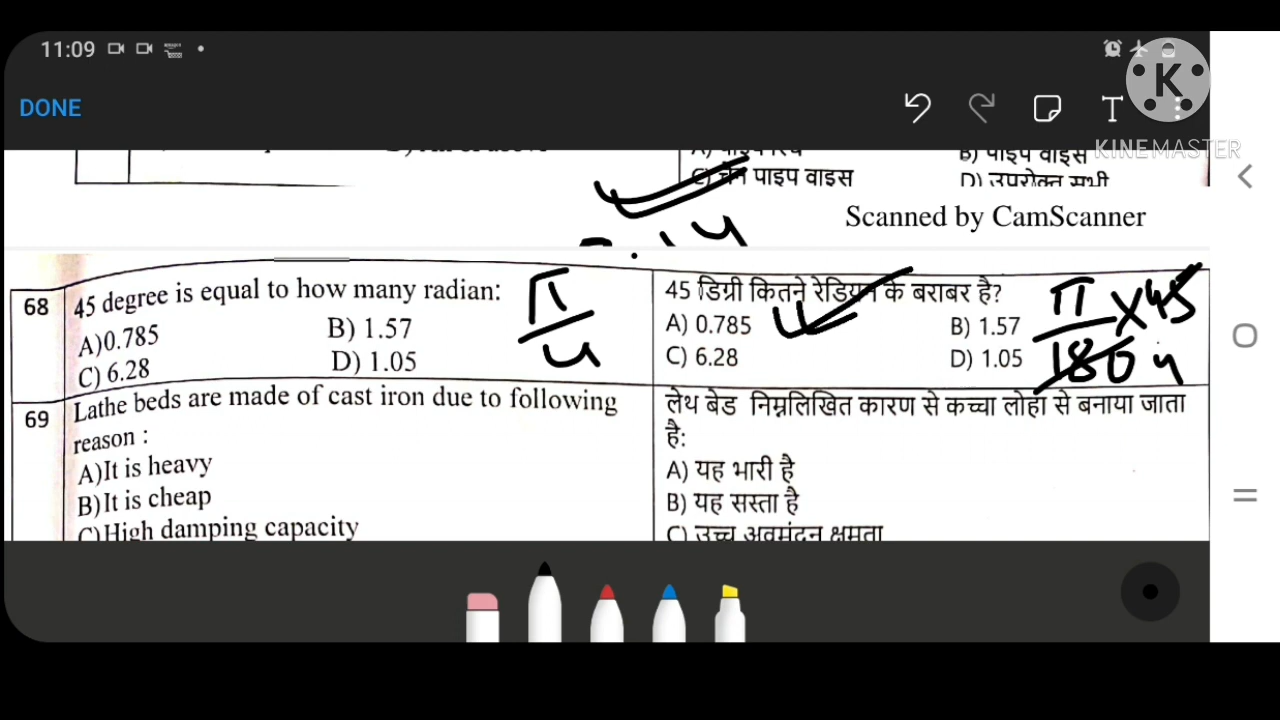 11:09
DONE
T
K
KINEMASTER
B) पाइप वाइस
C) चेन पाइप वाइस
D) उपरोक्त सभी
Scanned by CamScanner
.14
68
45 degree is equal to how many radian:
A)0.785
B) 1.57
C) 6.28
D) 1.05
π
4
45 डिग्री कितने रेडियन के बराबर है?
A) 0.785
B) 1.57
C) 6.28
D) 1.05
π × 45
180 4
69
Lathe beds are made of cast iron due to following
reason :
A)It is heavy
B)It is cheap
C)High damping capacity
लेथ बेड निम्नलिखित कारण से कच्चा लोहा से बनाया जाता
है:
A) यह भारी है
B) यह सस्ता है
C) उच्च अवमंदन क्षमता